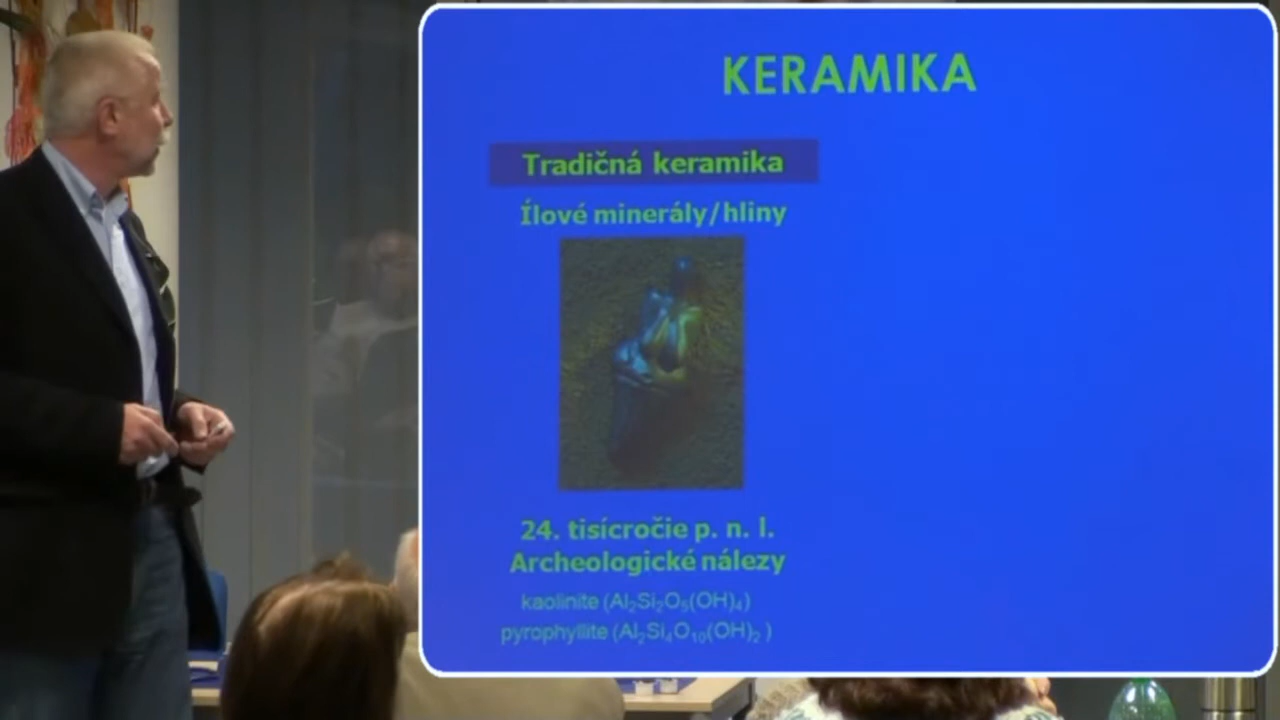 KERAMIKA
Tradičná keramika
Ílové minerály/hliny
24. tisícročie p. n. l.
Archeologické nálezy
kaolinite (Al₂Si₂O₅(OH)₄)
pyrophyllite (Al₂Si₄O₁₀(OH)₂ )